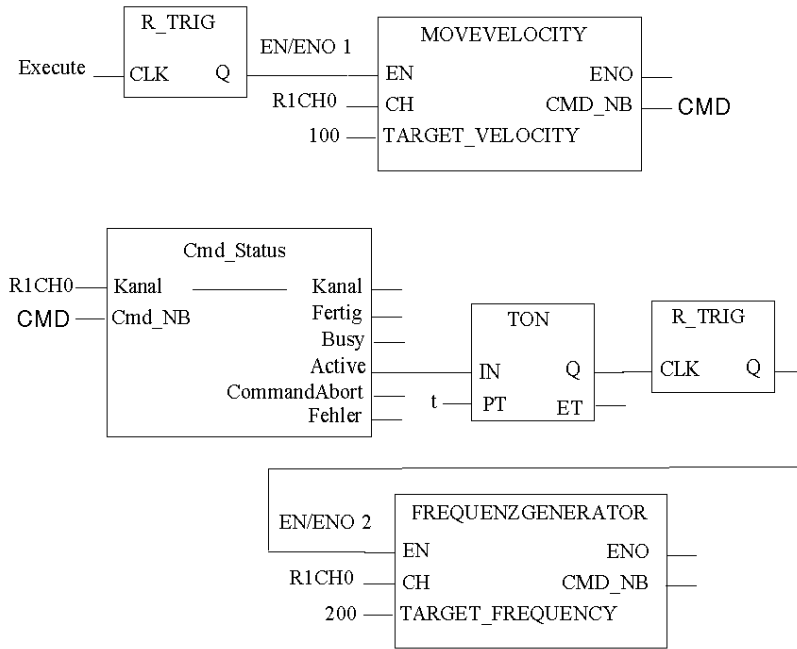 R_TRIG
EN/ENO 1
Execute
CLK Q
MOVEVELOCITY
EN ENO
R1CH0 CH CMD_NB CMD
100 TARGET_VELOCITY
Cmd_Status
R1CH0 Kanal Kanal
CMD Cmd_NB Fertig
Busy
Active
CommandAbort
Fehler
TON
IN Q
t PT ET
R_TRIG
CLK Q
EN/ENO 2
FREQUENZGENERATOR
EN ENO
R1CH0 CH CMD_NB
200 TARGET_FREQUENCY